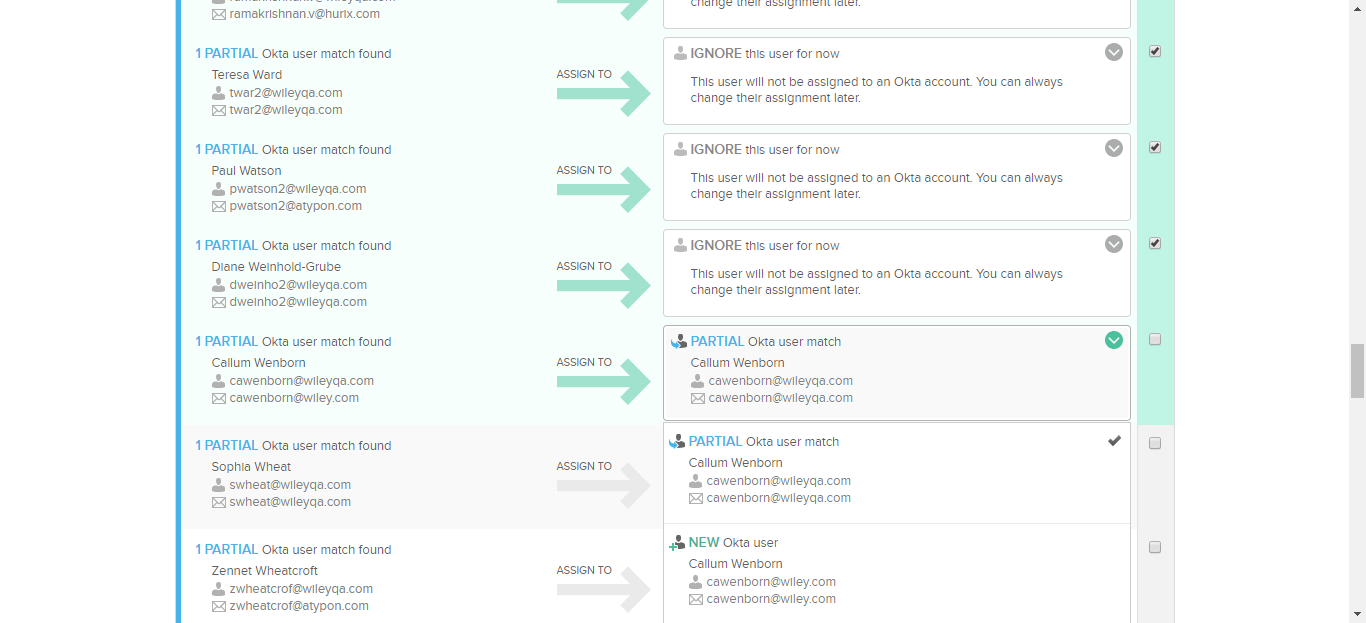 ramakrishnan.v@hurix.com
change their assignment later.
1 PARTIAL Okta user match found
Teresa Ward
twar2@wileyqa.com
twar2@wileyqa.com
ASSIGN TO
IGNORE this user for now
This user will not be assigned to an Okta account. You can always
change their assignment later.
1 PARTIAL Okta user match found
Paul Watson
pwatson2@wileyqa.com
pwatson2@atypon.com
ASSIGN TO
IGNORE this user for now
This user will not be assigned to an Okta account. You can always
change their assignment later.
1 PARTIAL Okta user match found
Diane Weinhold-Grube
dweinho2@wileyqa.com
dweinho2@wileyqa.com
ASSIGN TO
IGNORE this user for now
This user will not be assigned to an Okta account. You can always
change their assignment later.
1 PARTIAL Okta user match found
Callum Wenborn
cawenborn@wileyqa.com
cawenborn@wiley.com
ASSIGN TO
PARTIAL Okta user match
Callum Wenborn
cawenborn@wileyqa.com
cawenborn@wileyqa.com
1 PARTIAL Okta user match found
Sophia Wheat
swheat@wileyqa.com
swheat@wileyqa.com
ASSIGN TO
PARTIAL Okta user match
Callum Wenborn
cawenborn@wileyqa.com
cawenborn@wileyqa.com
1 PARTIAL Okta user match found
Zennet Wheatcroft
zwheatcrof@wileyqa.com
zwheatcrof@atypon.com
ASSIGN TO
NEW Okta user
Callum Wenborn
cawenborn@wiley.com
cawenborn@wiley.com